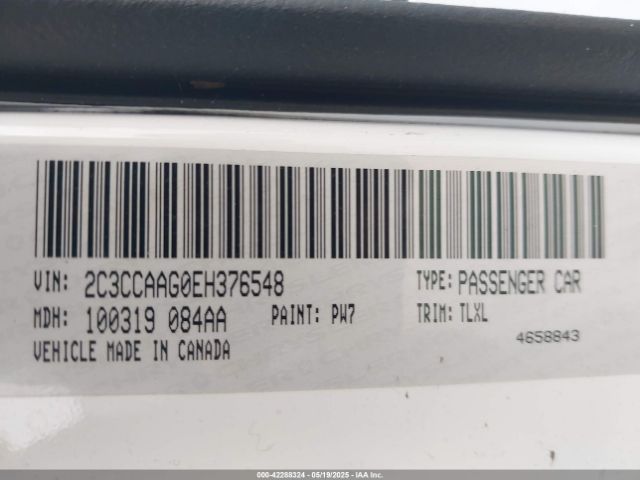 VIN: 2C3CCAAG0EH376548 TYPE: PASSENGER CAR
MDH: 100319 084AA PAINT: PW7 TRIM: TLXL
VEHICLE MADE IN CANADA 4658843
000-42288324 - 05/19/2025 - IAA Inc.